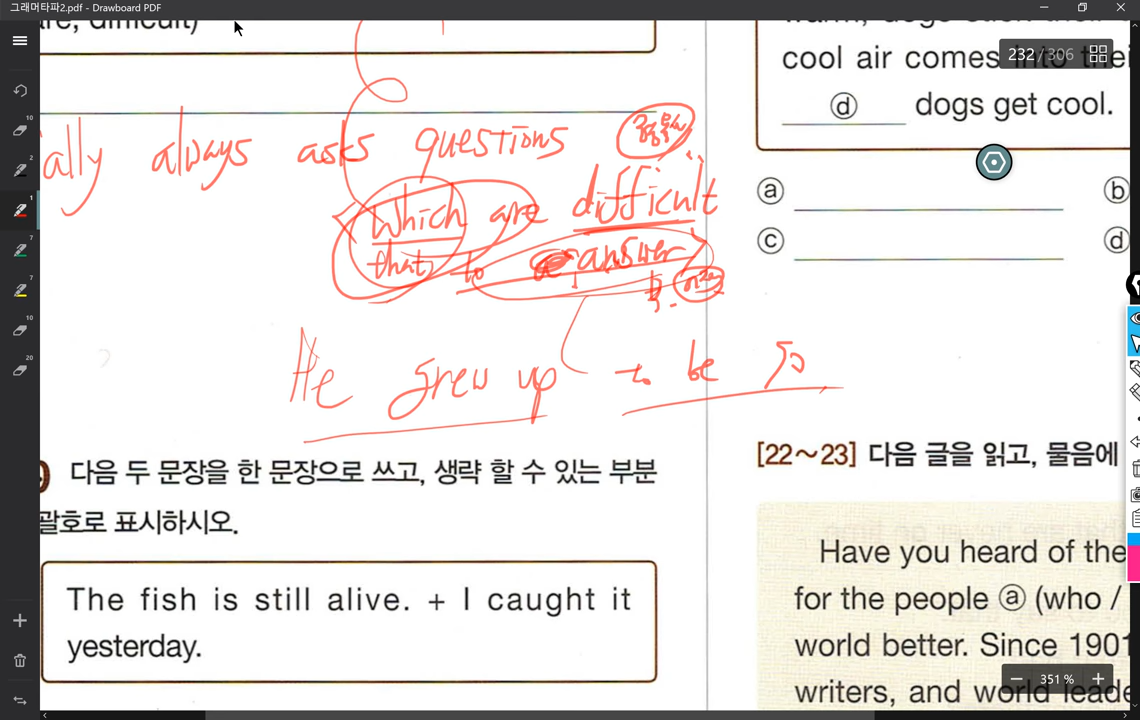 그래머타파2.pdf - Drawboard PDF
232 / 306
cool air comes into thei
ⓓ dogs get cool.
ⓐ
ⓑ
ⓒ
ⓓ
ally always asks questions
which are difficult
that to answer
He grew up to be
다음 두 문장을 한 문장으로 쓰고, 생략 할 수 있는 부분
괄호로 표시하시오.
The fish is still alive. + I caught it
yesterday.
[22~23] 다음 글을 읽고, 물음에
Have you heard of the
for the people ⓐ (who /
world better. Since 1901
writers, and world leade
351 %